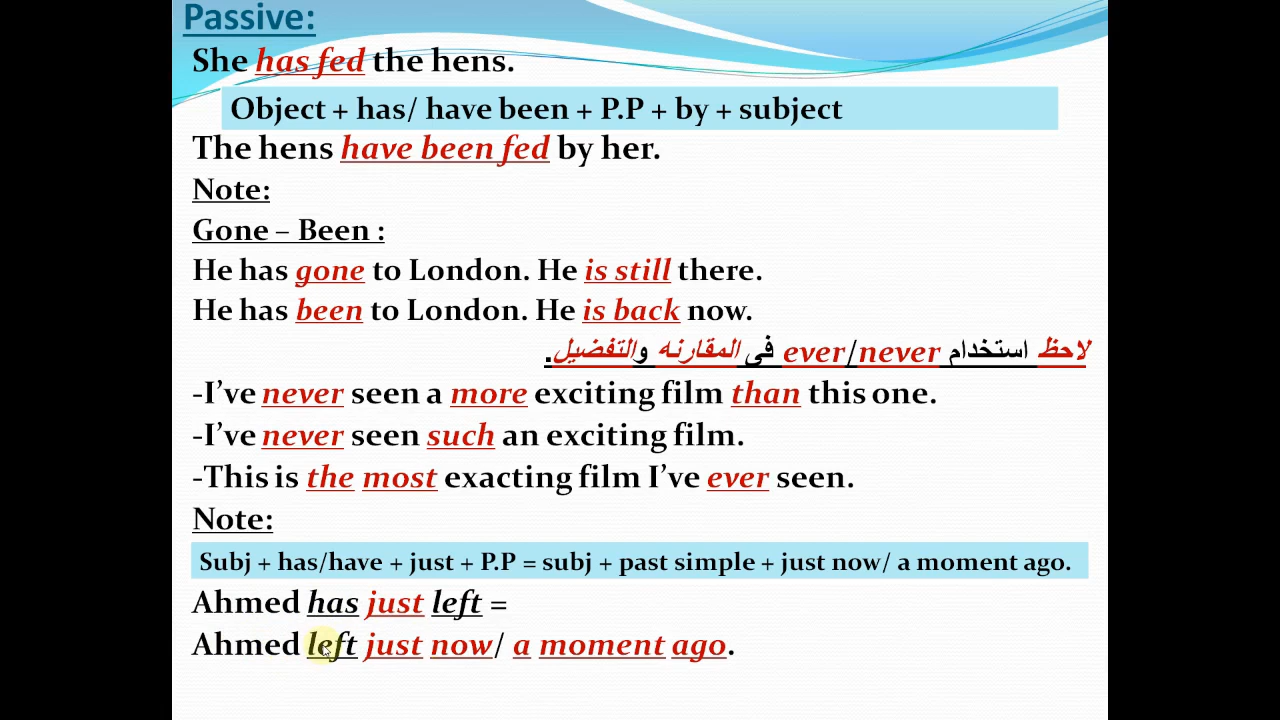 Passive:
She has fed the hens.
Object + has/ have been + P.P + by + subject
The hens have been fed by her.
Note:
Gone – Been :
He has gone to London. He is still there.
He has been to London. He is back now.
لاحظ استخدام ever/never فى المقارنه والتفضيل.
-I’ve never seen a more exciting film than this one.
-I’ve never seen such an exciting film.
-This is the most exacting film I’ve ever seen.
Note:
Subj + has/have + just + P.P = subj + past simple + just now/ a moment ago.
Ahmed has just left =
Ahmed left just now/ a moment ago.